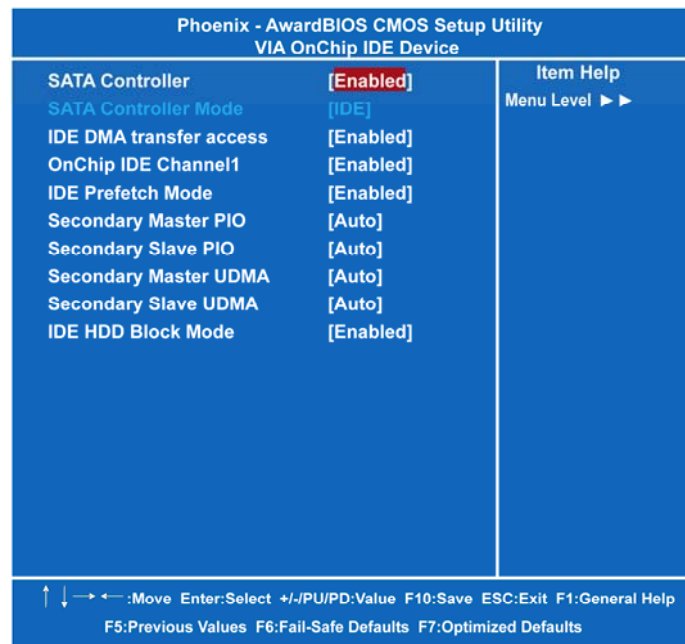 Phoenix - AwardBIOS CMOS Setup Utility
VIA OnChip IDE Device
SATA Controller [Enabled]
SATA Controller Mode [IDE]
IDE DMA transfer access [Enabled]
OnChip IDE Channel1 [Enabled]
IDE Prefetch Mode [Enabled]
Secondary Master PIO [Auto]
Secondary Slave PIO [Auto]
Secondary Master UDMA [Auto]
Secondary Slave UDMA [Auto]
IDE HDD Block Mode [Enabled]
Item Help
Menu Level ►►
↑ ↓ → ← :Move Enter:Select +/-/PU/PD:Value F10:Save ESC:Exit F1:General Help
F5:Previous Values F6:Fail-Safe Defaults F7:Optimized Defaults